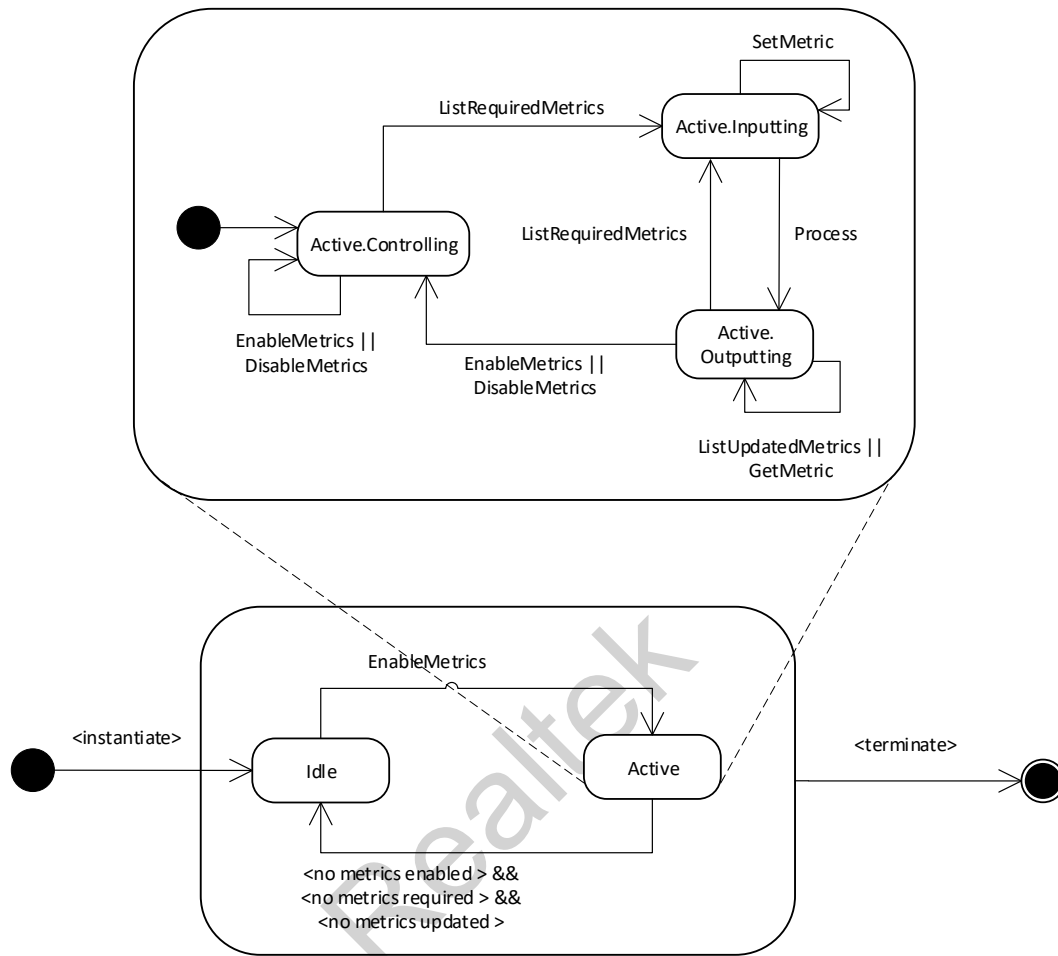 SetMetric
ListRequiredMetrics
Active.Inputting
ListRequiredMetrics
Process
Active.Controlling
EnableMetrics ||
DisableMetrics
EnableMetrics ||
DisableMetrics
Active.
Outputting
ListUpdatedMetrics ||
GetMetric
EnableMetrics
<instantiate>
Idle
Active
<terminate>
<no metrics enabled > &&
<no metrics required > &&
<no metrics updated >
Realtek